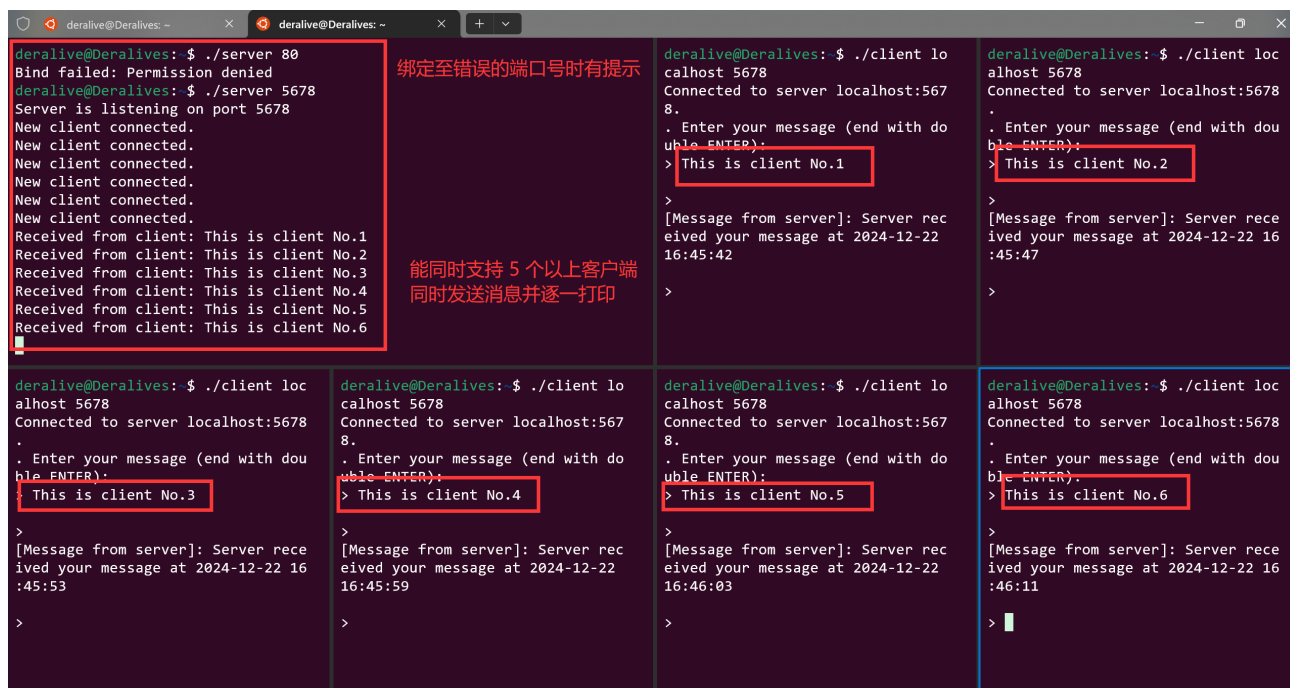 deralive@Deralives: ~
deralive@Deralives: ~
deralive@Deralives:~$ ./server 80
Bind failed: Permission denied
deralive@Deralives:~$ ./server 5678
Server is listening on port 5678
New client connected.
New client connected.
New client connected.
New client connected.
New client connected.
New client connected.
Received from client: This is client No.1
Received from client: This is client No.2
Received from client: This is client No.3
Received from client: This is client No.4
Received from client: This is client No.5
Received from client: This is client No.6
绑定至错误的端口号时有提示
能同时支持 5 个以上客户端
同时发送消息并逐一打印
deralive@Deralives:~$ ./client lo
calhost 5678
Connected to server localhost:567
8.
. Enter your message (end with do
uble ENTER):
> This is client No.1
>
[Message from server]: Server rec
eived your message at 2024-12-22
16:45:42
>
deralive@Deralives:~$ ./client loc
alhost 5678
Connected to server localhost:5678
.
. Enter your message (end with dou
ble ENTER):
> This is client No.2
>
[Message from server]: Server rece
ived your message at 2024-12-22 16
:45:47
>
deralive@Deralives:~$ ./client loc
alhost 5678
Connected to server localhost:5678
.
. Enter your message (end with dou
ble ENTER):
> This is client No.3
>
[Message from server]: Server rece
ived your message at 2024-12-22 16
:45:53
>
deralive@Deralives:~$ ./client lo
calhost 5678
Connected to server localhost:567
8.
. Enter your message (end with do
uble ENTER):
> This is client No.4
>
[Message from server]: Server rec
eived your message at 2024-12-22
16:45:59
>
deralive@Deralives:~$ ./client lo
calhost 5678
Connected to server localhost:567
8.
. Enter your message (end with do
uble ENTER):
> This is client No.5
>
[Message from server]: Server rec
eived your message at 2024-12-22
16:46:03
>
deralive@Deralives:~$ ./client loc
alhost 5678
Connected to server localhost:5678
.
. Enter your message (end with dou
ble ENTER):
> This is client No.6
>
[Message from server]: Server rece
ived your message at 2024-12-22 16
:46:11
>